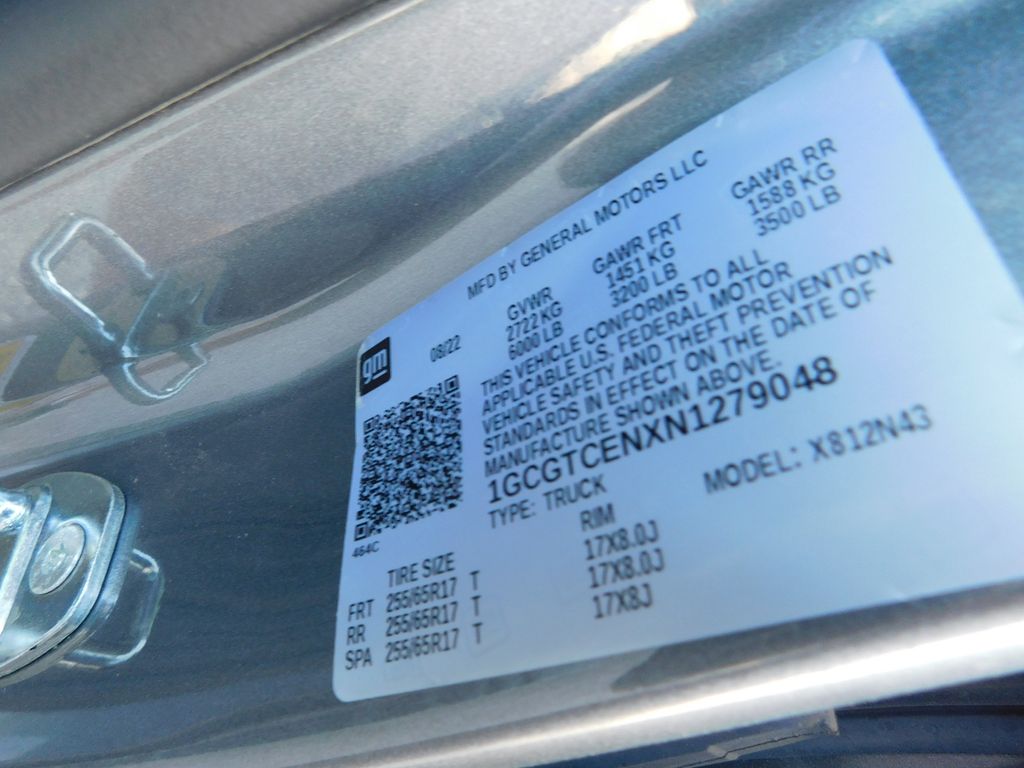 MFD BY GENERAL MOTORS LLC
gm
08/22
GVWR
2722 KG
6000 LB
GAWR FRT
1451 KG
3200 LB
GAWR RR
1588 KG
3500 LB
THIS VEHICLE CONFORMS TO ALL
APPLICABLE U.S. FEDERAL MOTOR
VEHICLE SAFETY AND THEFT PREVENTION
STANDARDS IN EFFECT ON THE DATE OF
MANUFACTURE SHOWN ABOVE.
1GCGTCENXN1279048
TYPE: TRUCK
MODEL: X812N43
464C
TIRE SIZE RIM
FRT 255/65R17 T 17X8.0J
RR 255/65R17 T 17X8.0J
SPA 255/65R17 T 17X8J